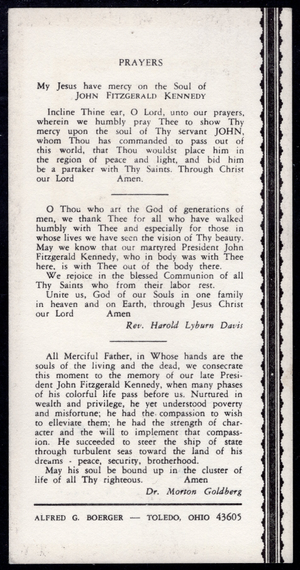 PRAYERS
My Jesus have mercy on the Soul of
JOHN FITZGERALD KENNEDY
Incline Thine ear, O Lord, unto our prayers,
wherein we humbly pray Thee to show Thy
mercy upon the soul of Thy servant JOHN,
whom Thou has commanded to pass out of
this world, that Thou wouldst place him in
the region of peace and light, and bid him
be a partaker with Thy Saints. Through Christ
our Lord Amen.
O Thou who art the God of generations of
men, we thank Thee for all who have walked
humbly with Thee and especially for those in
whose lives we have seen the vision of Thy beauty.
May we know that our martyred President John
Fitzgerald Kennedy, who in body was with Thee
here, is with Thee out of the body there.
We rejoice in the blessed Communion of all
Thy Saints who from their labor rest.
Unite us, God of our Souls in one family
in heaven and on Earth, through Jesus Christ
our Lord Amen
Rev. Harold Lyburn Davis
All Merciful Father, in Whose hands are the
souls of the living and the dead, we consecrate
this moment to the memory of our late Presi-
dent John Fitzgerald Kennedy, when many phases
of his colorful life pass before us. Nurtured in
wealth and privilege, he yet understood poverty
and misfortune; he had the compassion to wish
to elleviate them; he had the strength of char-
acter and the will to implement that compass-
ion. He succeeded to steer the ship of state
through turbulent seas toward the land of his
dreams - peace, security, brotherhood.
May his soul be bound up in the cluster of
life of all Thy righteous. Amen
Dr. Morton Goldberg
ALFRED G. BOERGER — TOLEDO, OHIO 43605